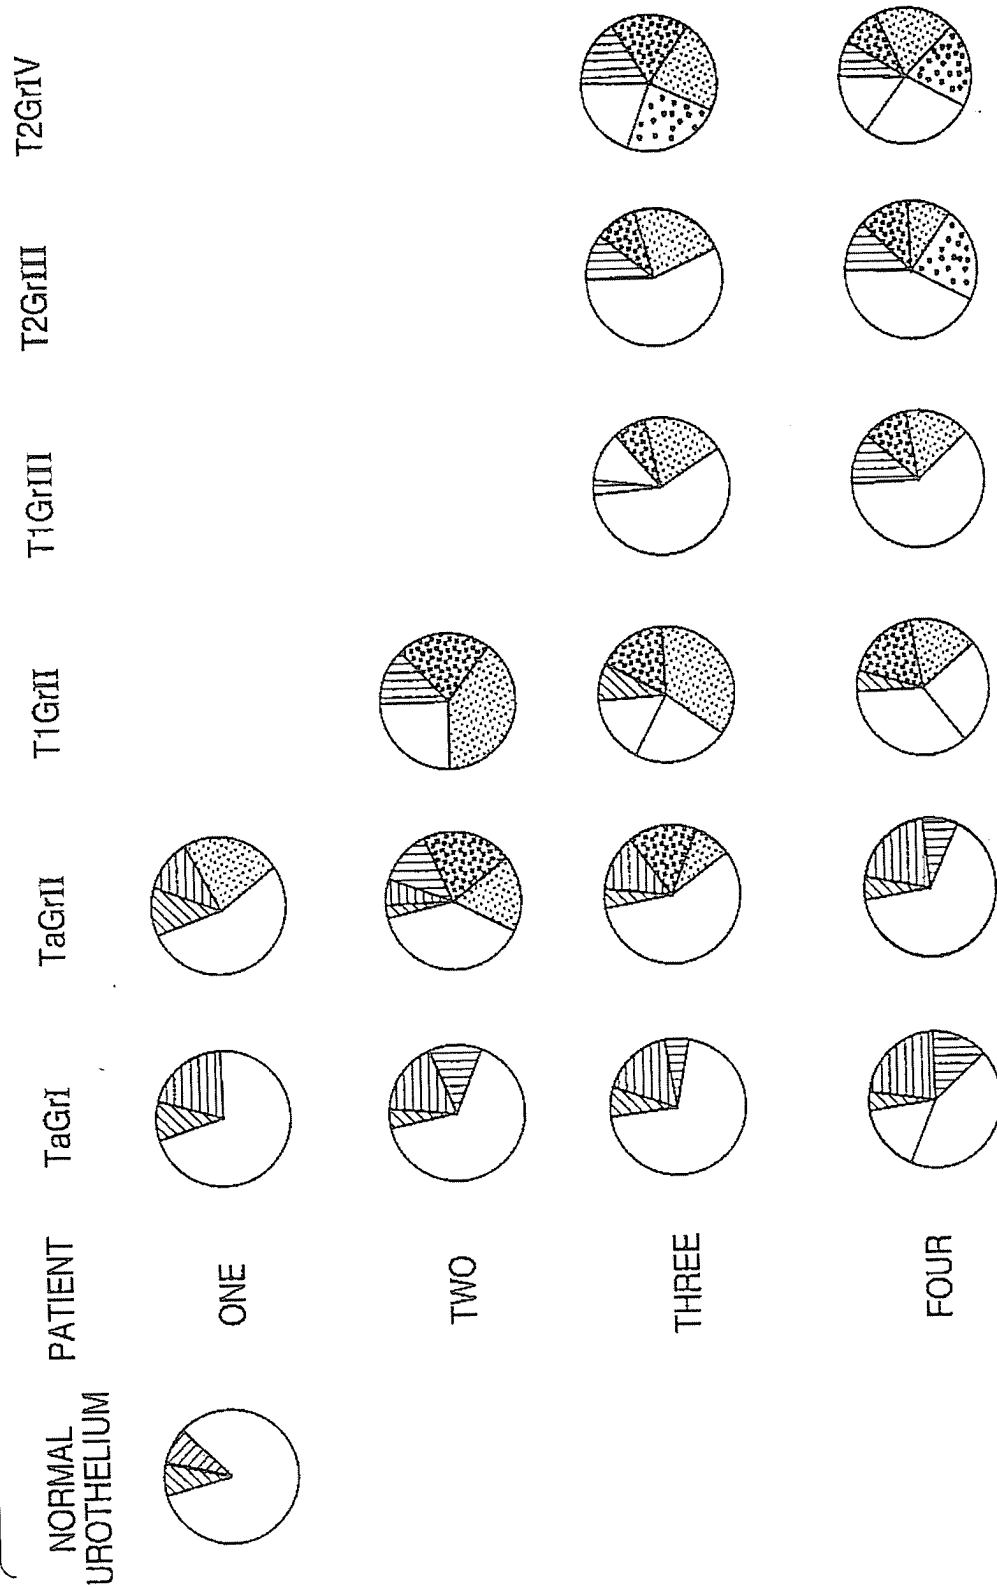 NORMAL
UROTHELIUM
PATIENT
TaGrI
TaGrII
T1GrII
T1GrIII
T2GrIII
T2GrIV
ONE
TWO
THREE
FOUR